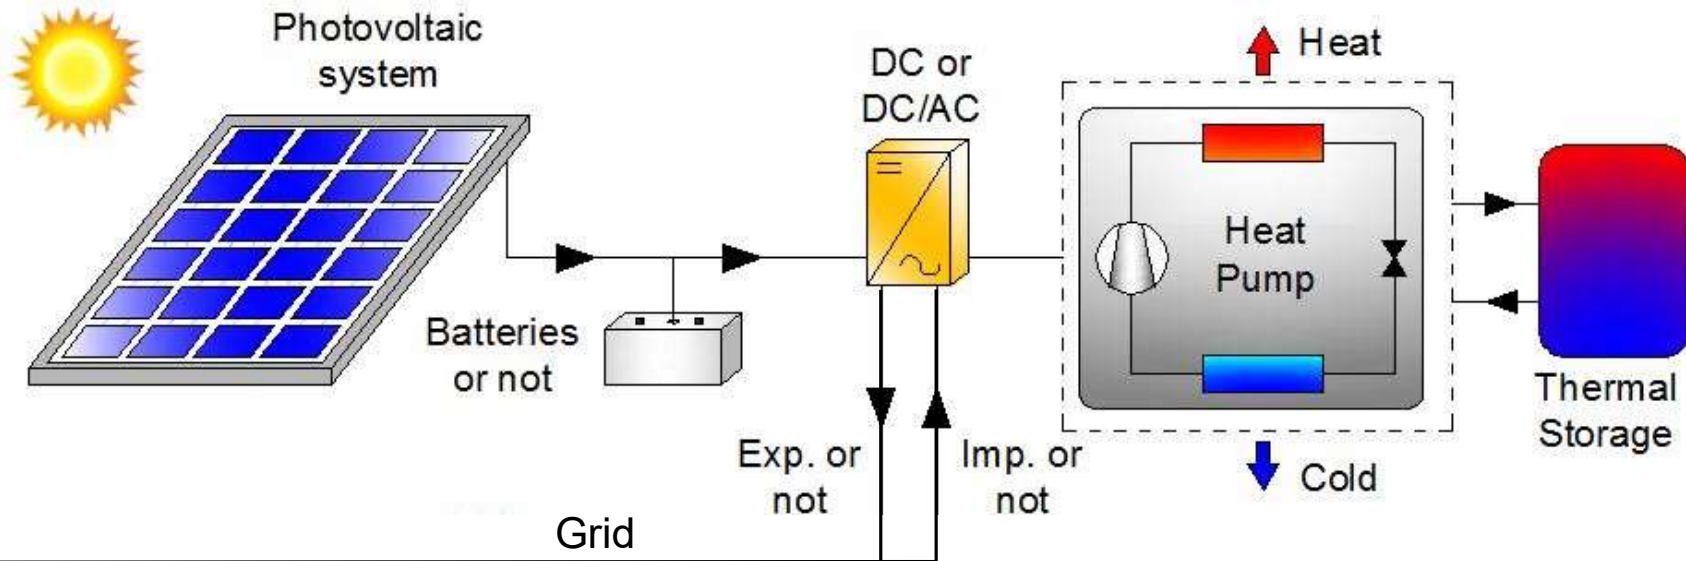 Photovoltaic
system
DC or
DC/AC
Heat
Heat
Pump
Batteries
or not
Thermal
Storage
Exp. or
not
Imp. or
not
Cold
Grid